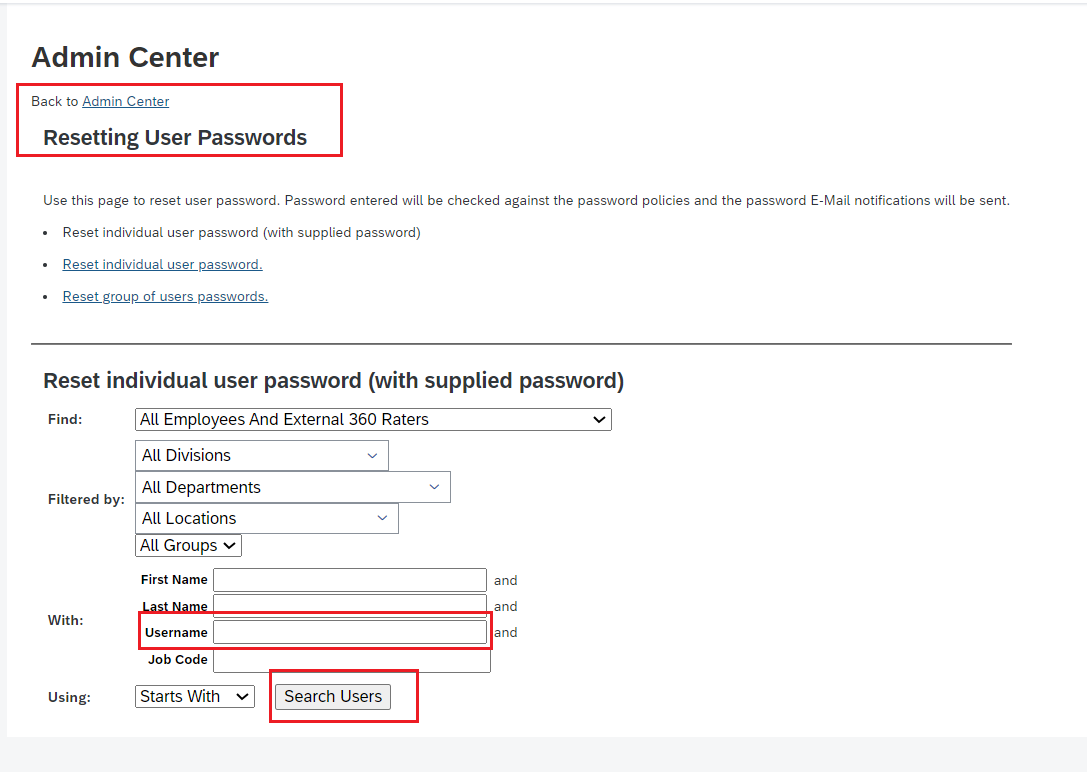 Admin Center
Back to Admin Center
Resetting User Passwords
Use this page to reset user password. Password entered will be checked against the password policies and the password E-Mail notifications will be sent.
• Reset individual user password (with supplied password)
• Reset individual user password.
• Reset group of users passwords.
Reset individual user password (with supplied password)
Find: All Employees And External 360 Raters
All Divisions
All Departments
Filtered by:
All Locations
All Groups
First Name and
Last Name and
With:
Username and
Job Code
Using: Starts With Search Users